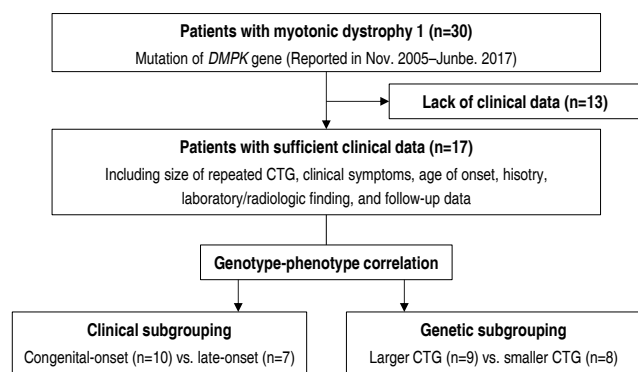 Patients with myotonic dystrophy 1 (n=30)
Mutation of DMPK gene (Reported in Nov. 2005–Junbe. 2017)
Lack of clinical data (n=13)
Patients with sufficient clinical data (n=17)
Including size of repeated CTG, clinical symptoms, age of onset, hisotry,
laboratory/radiologic finding, and follow-up data
Genotype-phenotype correlation
Clinical subgrouping
Congenital-onset (n=10) vs. late-onset (n=7)
Genetic subgrouping
Larger CTG (n=9) vs. smaller CTG (n=8)